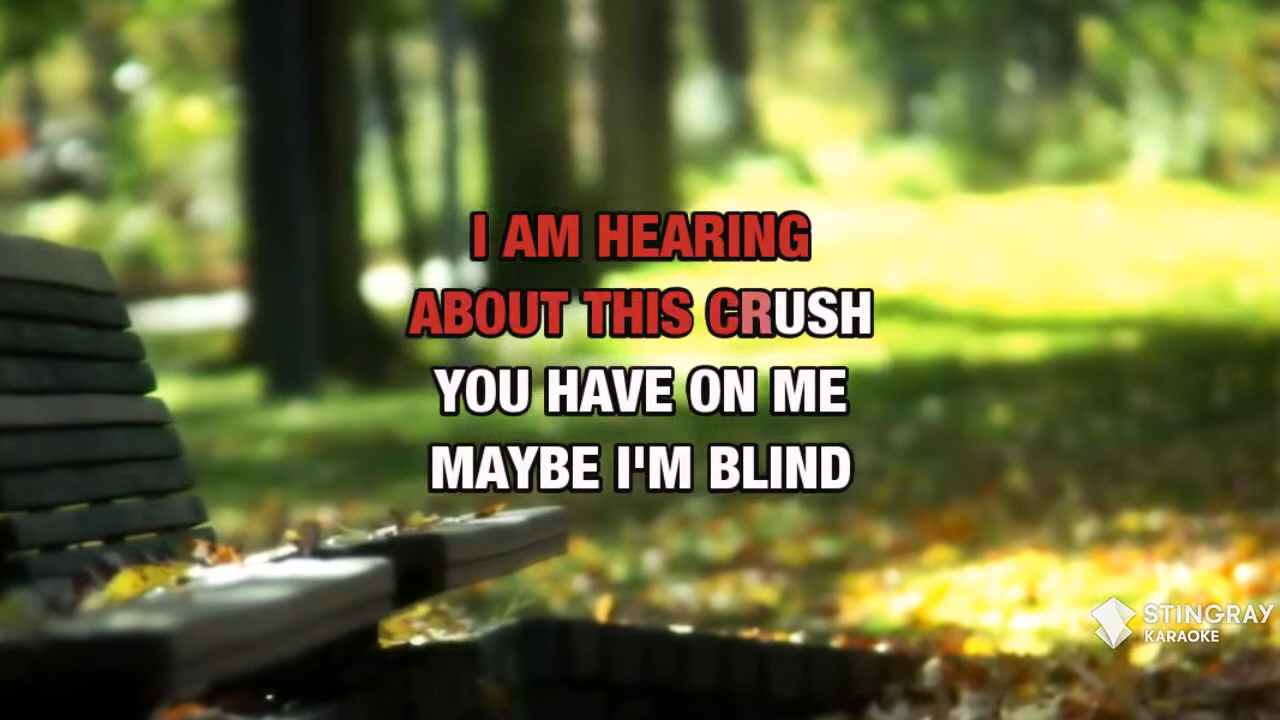 I AM HEARING
ABOUT THIS CRUSH
YOU HAVE ON ME
MAYBE I'M BLIND
STINGRAY
KARAOKE